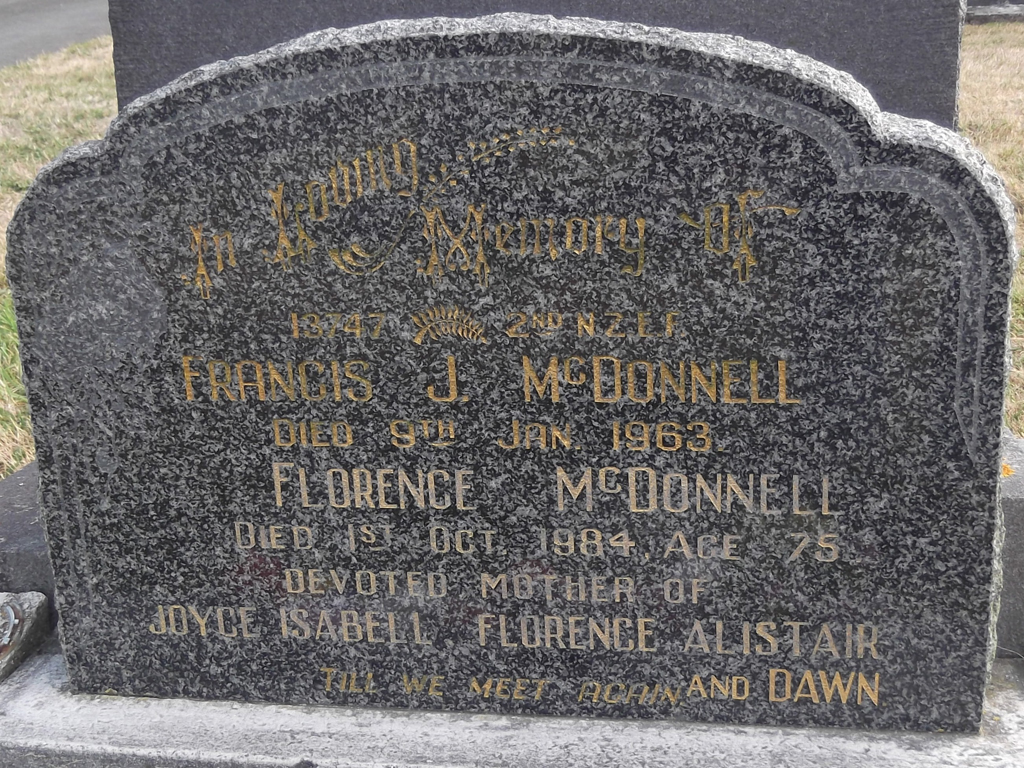 In Loving Memory Of
13747 2ND N.Z.E.F.
FRANCIS J. McDONNELL
DIED 9TH JAN. 1963.
FLORENCE McDONNELL
DIED 1ST OCT. 1984, AGE 75
DEVOTED MOTHER OF
JOYCE ISABELL FLORENCE ALISTAIR
TILL WE MEET AGAIN AND DAWN